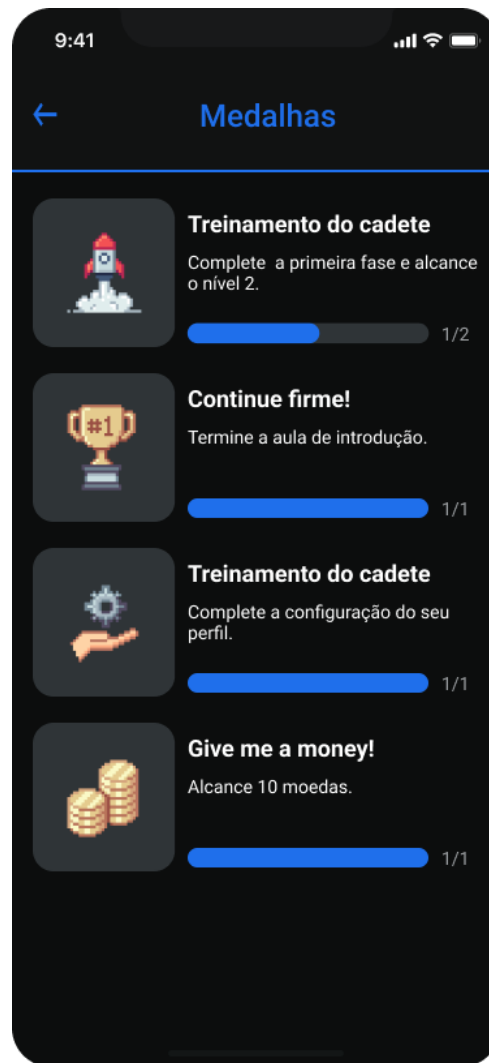 9:41
Medalhas
Treinamento do cadete
Complete  a primeira fase e alcance
o nível 2.
1/2
#1
Continue firme!
Termine a aula de introdução.
1/1
Treinamento do cadete
Complete a configuração do seu
perfil.
1/1
Give me a money!
Alcance 10 moedas.
1/1